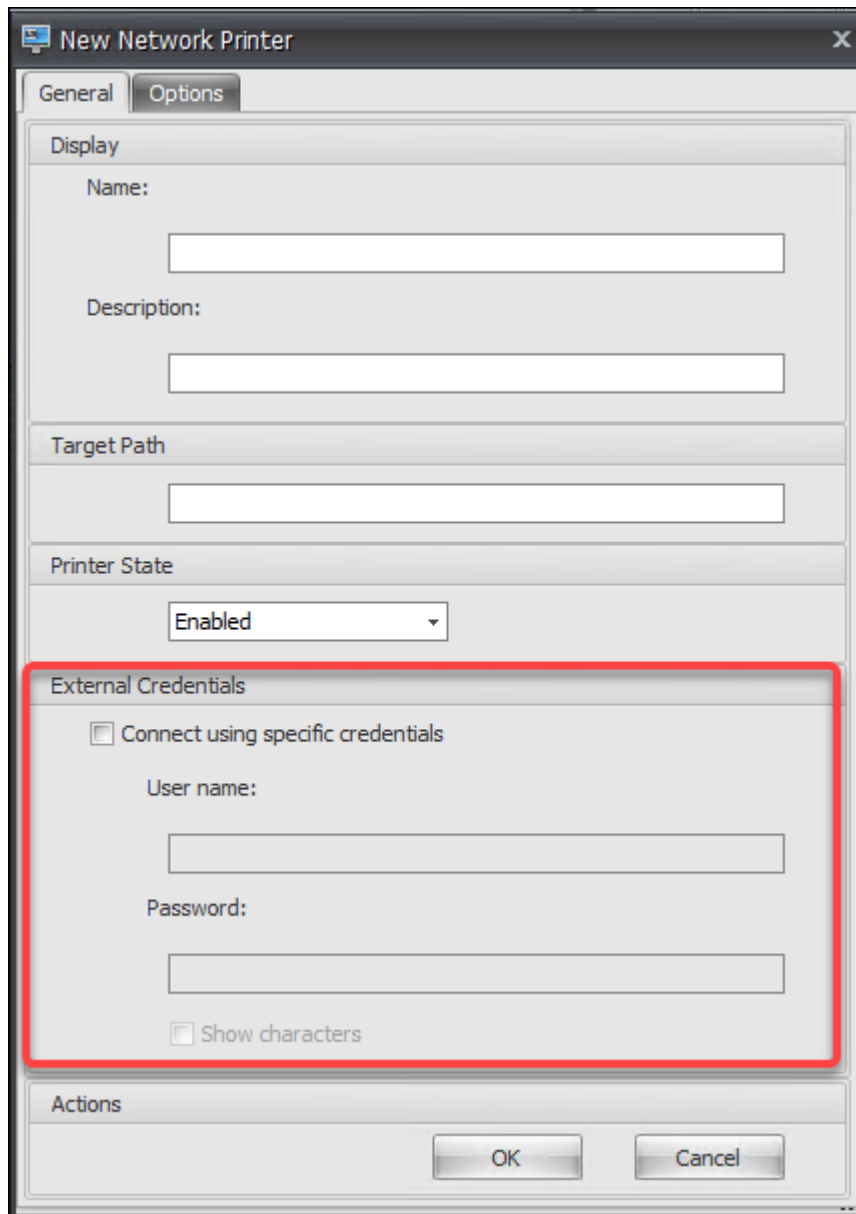 New Network Printer
General Options
Display
Name:
Description:
Target Path
Printer State
Enabled
External Credentials
Connect using specific credentials
User name:
Password:
Show characters
Actions
OK Cancel